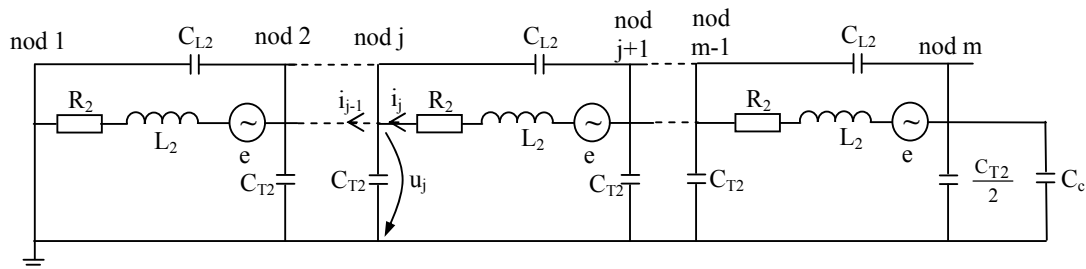 nod 1
C_L2
nod 2
nod j
C_L2
nod
j+1
nod
m-1
C_L2
nod m
R_2
L_2
e
i_j-1
i_j
R_2
L_2
e
R_2
L_2
e
C_T2
C_T2
u_j
C_T2
C_T2
C_T2
2
C_c